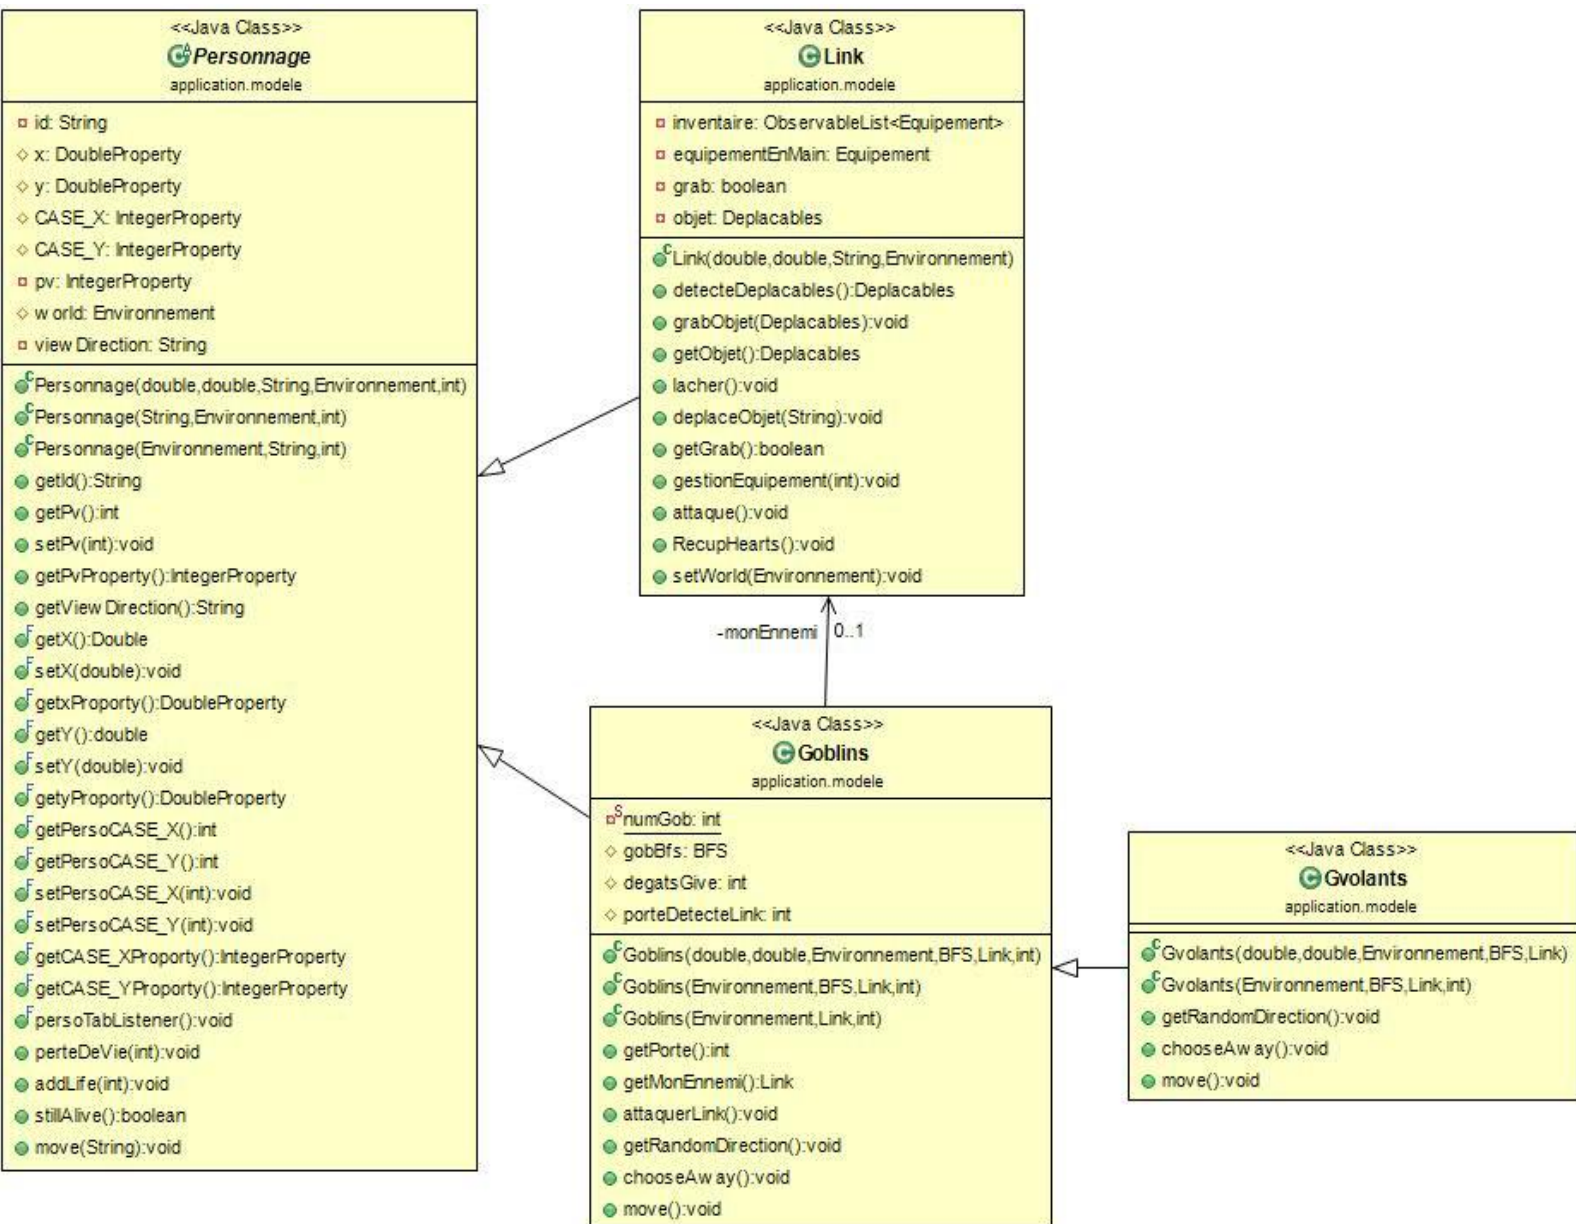 <<Java Class>>
Personnage
application.modele
id: String
x: DoubleProperty
y: DoubleProperty
CASE_X: IntegerProperty
CASE_Y: IntegerProperty
pv: IntegerProperty
world: Environnement
viewDirection: String
Personnage(double,double,String,Environnement,int)
Personnage(String,Environnement,int)
Personnage(Environnement,String,int)
getId():String
getPv():int
setPv(int):void
getPvProperty():IntegerProperty
getViewDirection():String
getX():Double
setX(double):void
getxProporty():DoubleProperty
getY():double
setY(double):void
getyProporty():DoubleProperty
getPersoCASE_X():int
getPersoCASE_Y():int
setPersoCASE_X(int):void
setPersoCASE_Y(int):void
getCASE_XProporty():IntegerProperty
getCASE_YProporty():IntegerProperty
persoTabListener():void
perteDeVie(int):void
addLife(int):void
stillAlive():boolean
move(String):void
<<Java Class>>
Link
application.modele
inventaire: ObservableList<Equipement>
equipementEnMain: Equipement
grab: boolean
objet: Deplacables
Link(double,double,String,Environnement)
detecteDeplacables():Deplacables
grabObjet(Deplacables):void
getObjet():Deplacables
lacher():void
deplaceObjet(String):void
getGrab():boolean
gestionEquipement(int):void
attaque():void
RecupHearts():void
setWorld(Environnement):void
-monEnnemi 0..1
<<Java Class>>
Goblins
application.modele
numGob: int
gobBfs: BFS
degatsGive: int
porteDetecteLink: int
Goblins(double,double,Environnement,BFS,Link,int)
Goblins(Environnement,BFS,Link,int)
Goblins(Environnement,Link,int)
getPorte():int
getMonEnnemi():Link
attaquerLink():void
getRandomDirection():void
chooseAway():void
move():void
<<Java Class>>
Gvolants
application.modele
Gvolants(double,double,Environnement,BFS,Link)
Gvolants(Environnement,BFS,Link,int)
getRandomDirection():void
chooseAway():void
move():void